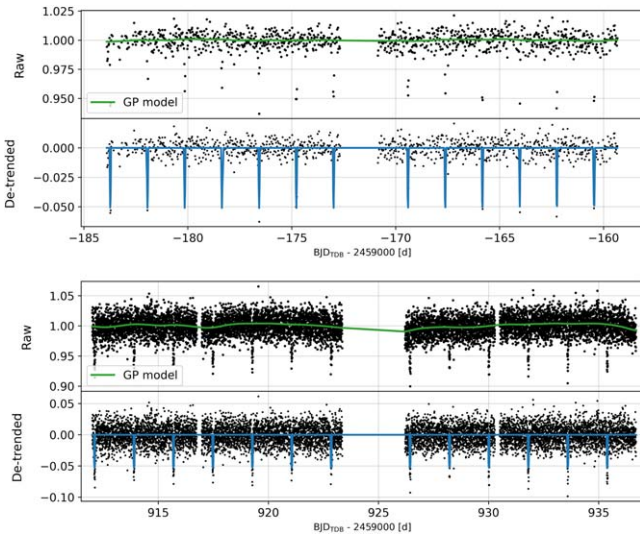 1.025
1.000
0.975
0.950
Raw
GP model
0.000
−0.025
−0.050
De-trended
−185 −180 −175 −170 −165 −160
BJD_TDB - 2459000 [d]
1.05
1.00
0.95
0.90
Raw
GP model
0.05
0.00
−0.05
−0.10
De-trended
915 920 925 930 935
BJD_TDB - 2459000 [d]